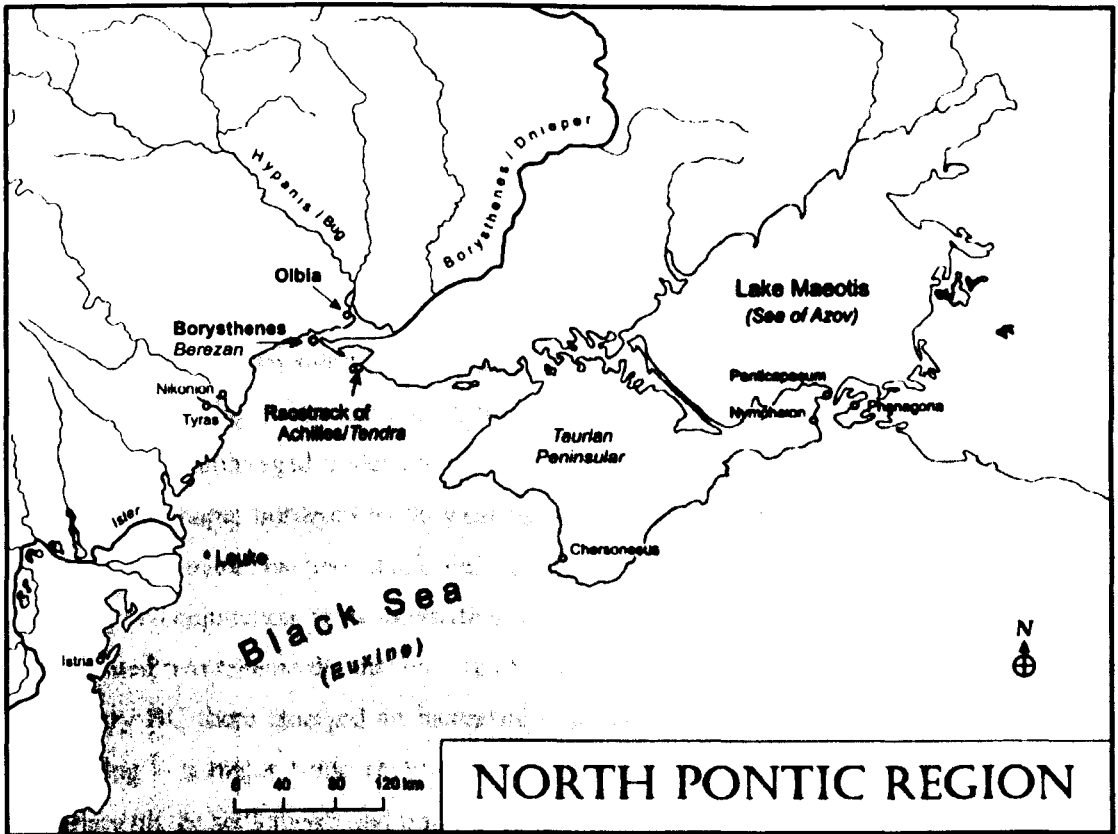 Hypanis / Bug
Borysthenes / Dnieper
Olbia
Borysthenes
Berezan
Lake Maeotis
(Sea of Azov)
Nikonion
Tyras
Racetrack of
Achilles/Tendra
Taurian
Peninsular
Panticapaeum
Nymphaion
Phanagoria
Ister
Leuke
Chersonesus
Black Sea
(Euxine)
Istria
N
0 40 80 120 km
NORTH PONTIC REGION